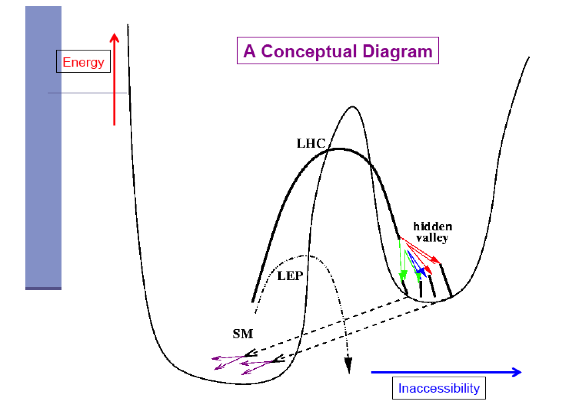 A Conceptual Diagram
Energy
LHC
hidden
valley
LEP
SM
Inaccessibility